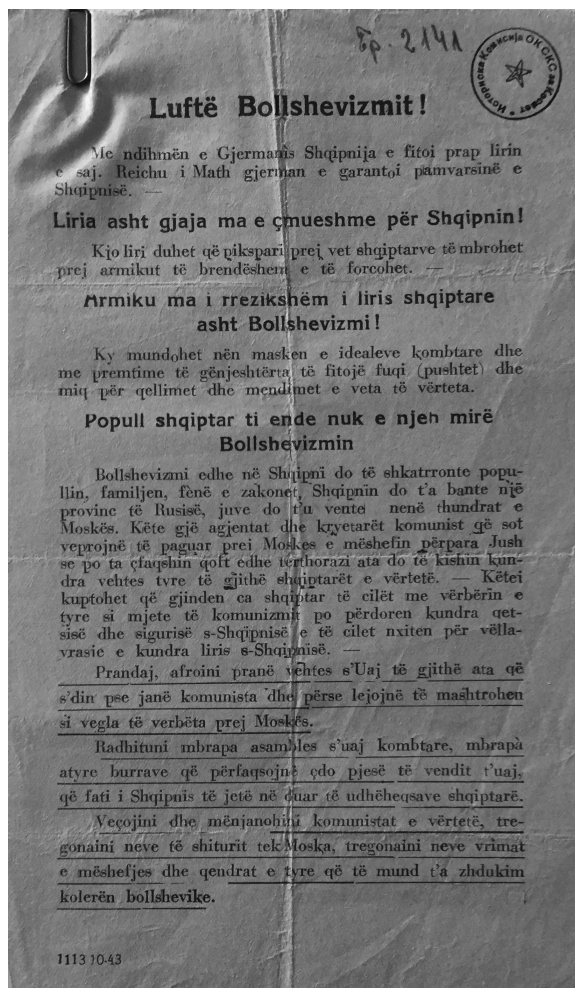 Бр. 2141
Историска Комисија ОК СКС за Космет
Luftë Bollshevizmit!
Me ndihmën e Gjermanis Shqipnija e fitoi prap lirin
e saj. Reichu i Math gjerman e garantoi pamvarsinë e
Shqipnisë. —
Liria asht gjaja ma e çmueshme për Shqipnin!
Kjo liri duhet që pikspari prej vet shqiptarve të mbrohet
prej armikut të brendëshem e të forcohet. —
Armiku ma i rrezikshëm i liris shqiptare
asht Bollshevizmi!
Ky mundohet nën masken e idealeve kombtare dhe
me premtime të gënjeshtërta të fitojë fuqi (pushtet) dhe
miq për qellimet dhe mendimet e veta të vërteta.
Popull shqiptar ti ende nuk e njeh mirë
Bollshevizmin
Bollshevizmi edhe në Shqipni do të shkatrronte popu-
llin, familjen, fènë e zakonet, Shqipnin do t'a bante një
provinc të Rusisë, juve do t'u vente nenë thundrat e
Moskës. Këte gjë agjentat dhe kryetarët komunist që sot
veprojnë të paguar prej Moskes e mëshefin përpara Jush
se po ta çfaqshin qoft edhe tërthorazi ata do të kishin kun-
dra vehtes tyre të gjithë shqiptarët e vërtetë. — Këtei
kuptohet që gjinden ca shqiptar të cilët me vërbërin e
tyre si mjete të komunizmit po përdoren kundra qet-
sisë dhe sigurisë s-Shqipnisë e të cilet nxiten për vëlla-
vrasie e kundra liris s-Shqipnisë. —
Prandaj, afroini pranë vehtes s'Uaj të gjithë ata që
s'din pse janë komunista dhe përse lejojnë të mashtrohen
si vegla të verbëta prej Moskës.
Radhituni mbrapa asambles s'uaj kombtare, mbrapa
atyre burrave që përfaqsojnë çdo pjesë të vendit t'uaj,
që fati i Shqipnis të jetë në duar të udhëheqsave shqiptarë.
Veçojini dhe mënjanohini komunistat e vërtetë, tre-
gonaini neve të shiturit tek Moska, tregonaini neve vrimat
e mëshefjes dhe qendrat e tyre që të mund t'a zhdukim
kolerën bollshevike.
1113 10-43